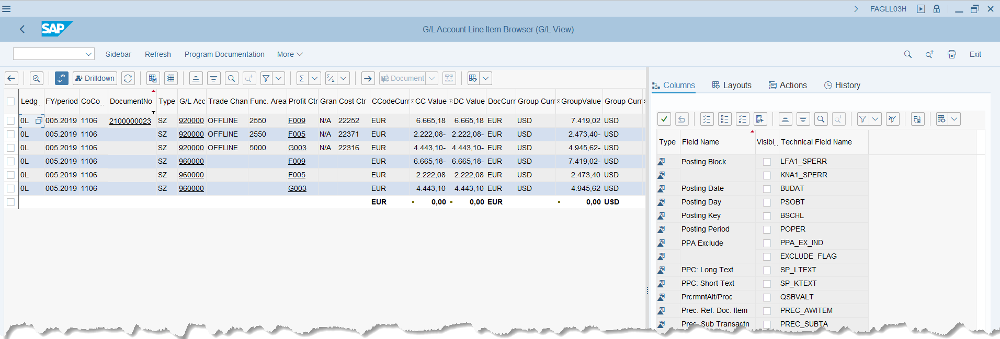 FAGLL03H
SAP
G/L Account Line Item Browser (G/L View)
Sidebar Refresh Program Documentation More Exit
Drilldown Document
Columns Layouts Actions History
Ledg... FY/period CoCo... DocumentNo Type G/L Acc Trade Chan Func. Area Profit Ctr Gran Cost Ctr CCodeCurr ΣCC Value ΣDC Value DocCurr Group Curr ΣGroupValue Group Curr Σ
0L 005.2019 1106 2100000023 SZ 920000 OFFLINE 2550 F009 N/A 22252 EUR 6.665,18 6.665,18 EUR USD 7.419,02 USD
0L 005.2019 1106 SZ 920000 OFFLINE 2550 F005 N/A 22371 EUR 2.222,08- 2.222,08- EUR USD 2.473,40- USD
0L 005.2019 1106 SZ 920000 OFFLINE 5000 G003 N/A 22316 EUR 4.443,10- 4.443,10- EUR USD 4.945,62- USD
0L 005.2019 1106 SZ 960000 F009 EUR 6.665,18- 6.665,18- EUR USD 7.419,02- USD
0L 005.2019 1106 SZ 960000 F005 EUR 2.222,08 2.222,08 EUR USD 2.473,40 USD
0L 005.2019 1106 SZ 960000 G003 EUR 4.443,10 4.443,10 EUR USD 4.945,62 USD
EUR 0,00 0,00 EUR 0,00 USD
Type Field Name Visibi... Technical Field Name
Posting Block LFA1_SPERR
KNA1_SPERR
Posting Date BUDAT
Posting Day PSOBT
Posting Key BSCHL
Posting Period POPER
PPA Exclude PPA_EX_IND
EXCLUDE_FLAG
PPC: Long Text SP_LTEXT
PPC: Short Text SP_KTEXT
PrcrmntAlt/Proc QSBVALT
Prec. Ref. Doc. Item PREC_AWITEM
Prec. Sub Transactn PREC_SUBTA